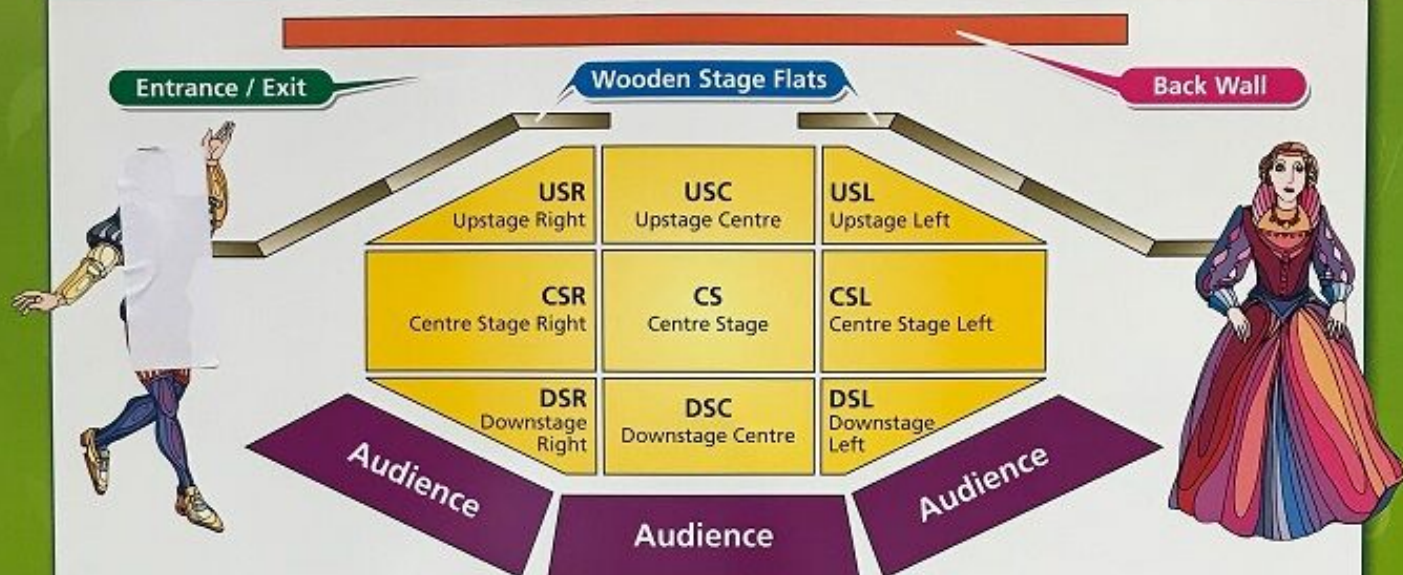 Entrance / Exit
Wooden Stage Flats
Back Wall
USR
Upstage Right
USC
Upstage Centre
USL
Upstage Left
CSR
Centre Stage Right
CS
Centre Stage
CSL
Centre Stage Left
DSR
Downstage
Right
DSC
Downstage Centre
DSL
Downstage
Left
Audience
Audience
Audience